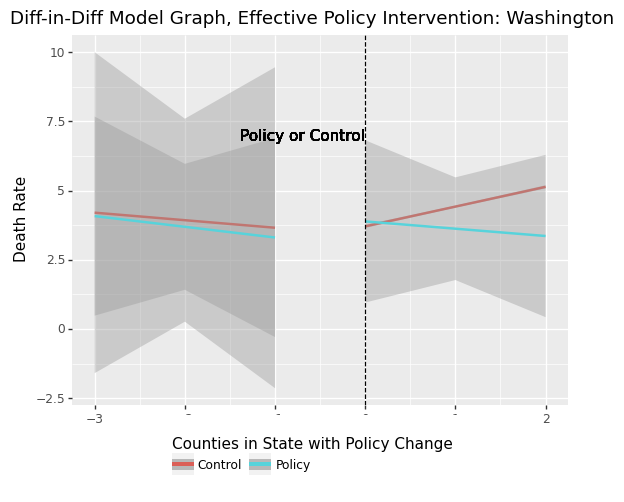 Diff-in-Diff Model Graph, Effective Policy Intervention: Washington
10
7.5
5
2.5
0
−2.5
Death Rate
Policy or Control
−3
2
Counties in State with Policy Change
Control
Policy